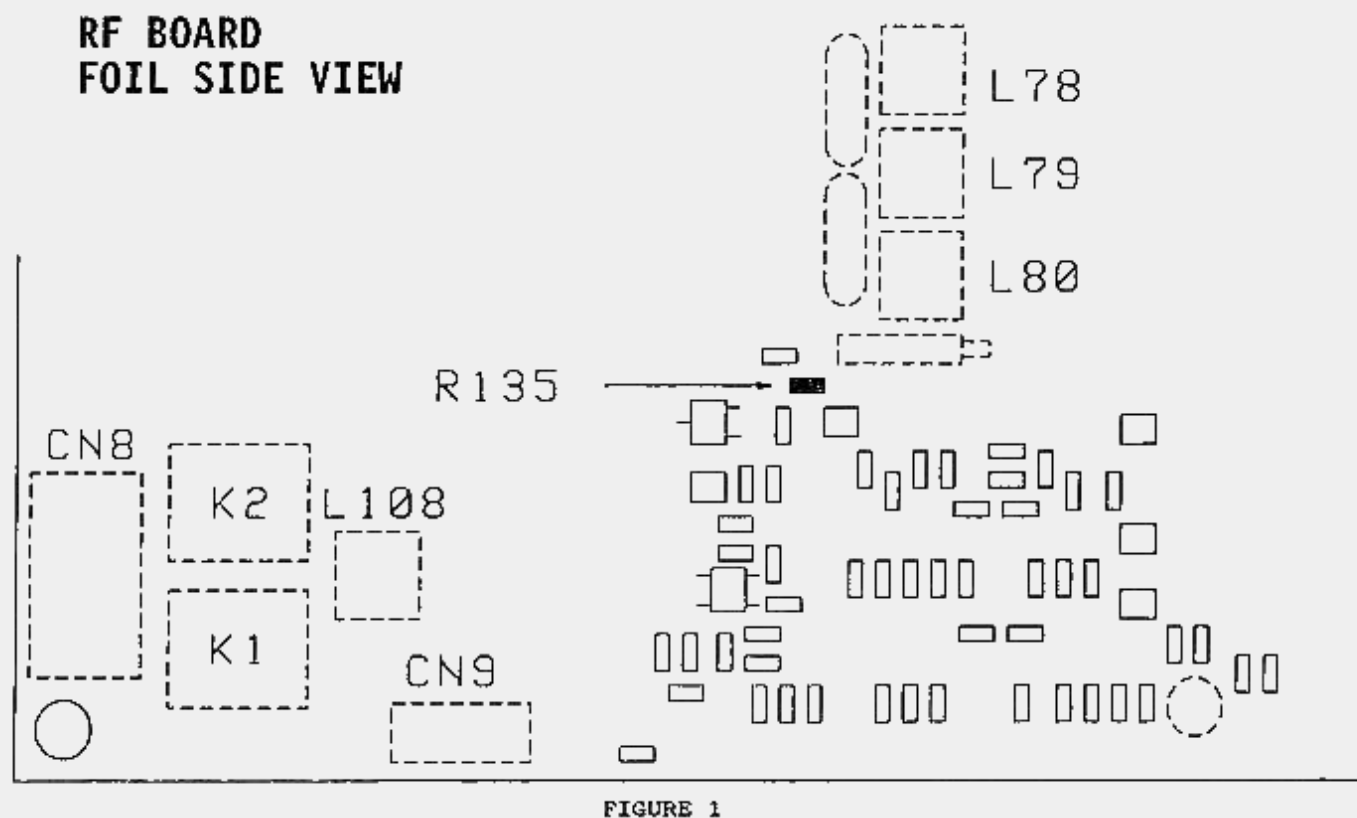 RF BOARD
FOIL SIDE VIEW
L78
L79
L80
R135
CN8
K2
L108
K1
CN9
FIGURE 1